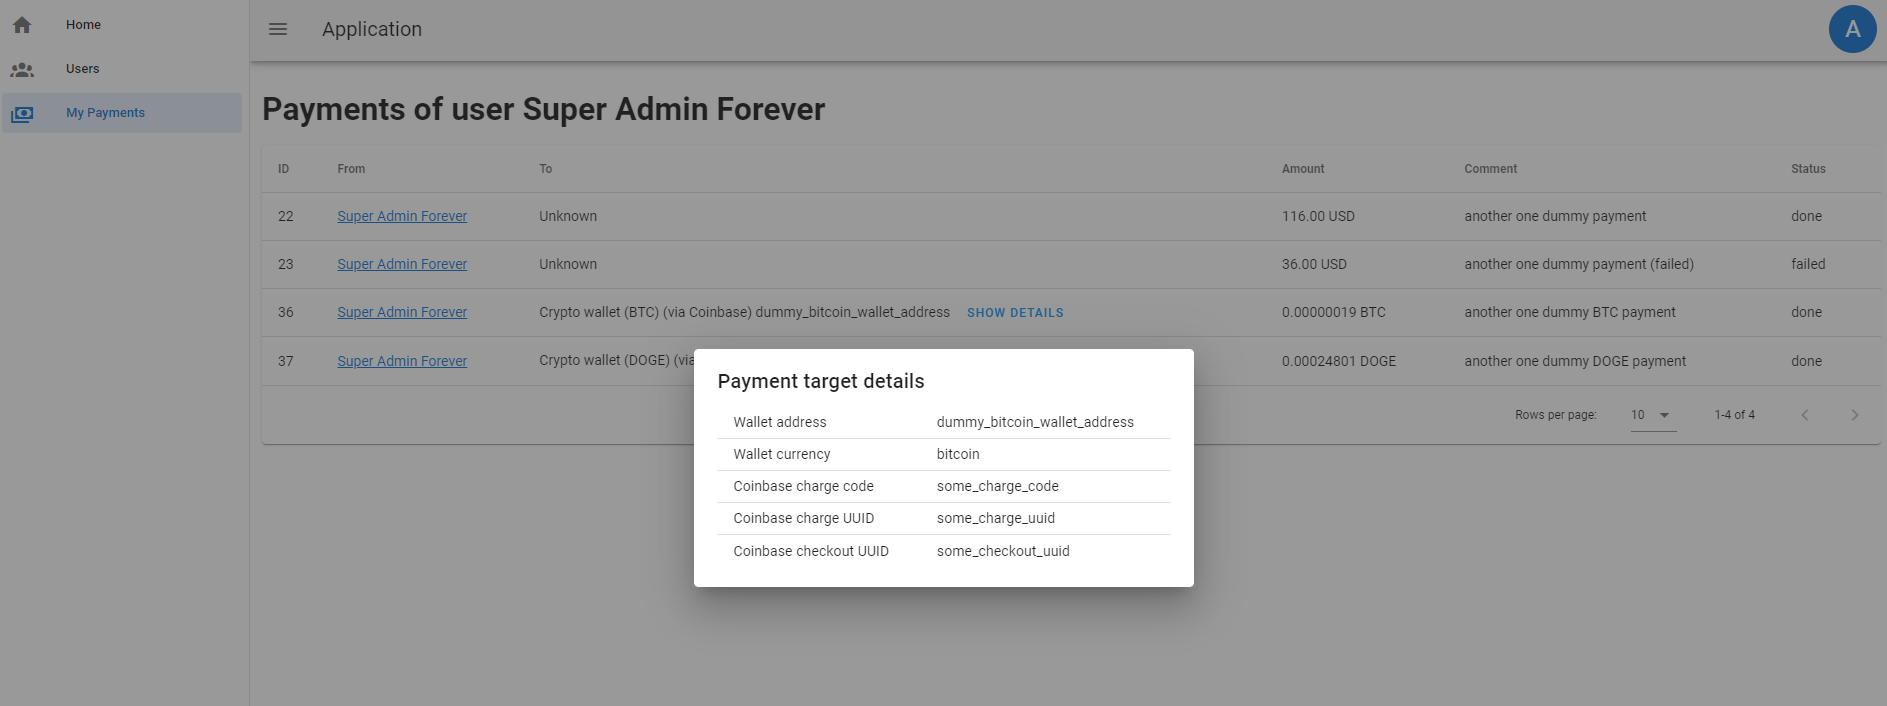 Home
Users
My Payments
Application
A
Payments of user Super Admin Forever
ID From To Amount Comment Status
22 Super Admin Forever Unknown 116.00 USD another one dummy payment done
23 Super Admin Forever Unknown 36.00 USD another one dummy payment (failed) failed
36 Super Admin Forever Crypto wallet (BTC) (via Coinbase) dummy_bitcoin_wallet_address SHOW DETAILS 0.00000019 BTC another one dummy BTC payment done
37 Super Admin Forever Crypto wallet (DOGE) (via 0.00024801 DOGE another one dummy DOGE payment done
Rows per page: 10 1-4 of 4
Payment target details
Wallet address dummy_bitcoin_wallet_address
Wallet currency bitcoin
Coinbase charge code some_charge_code
Coinbase charge UUID some_charge_uuid
Coinbase checkout UUID some_checkout_uuid